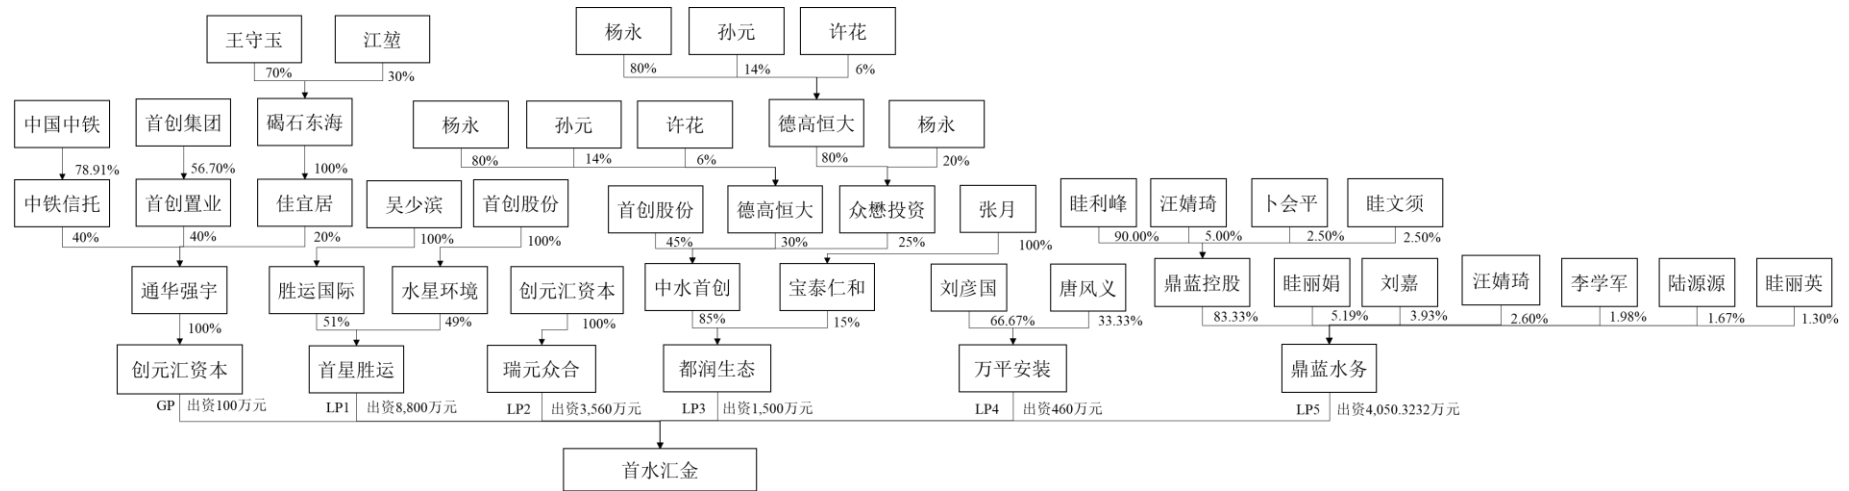 杨永 孙元 许花
王守玉 江堃
80% 14% 6%
70% 30%
中国中铁 首创集团 碣石东海 杨永 孙元 许花 德高恒大 杨永
78.91% 56.70% 100% 80% 14% 6% 80% 20%
中铁信托 首创置业 佳宜居 吴少滨 首创股份 首创股份 德高恒大 众懋投资 张月 眭利峰 汪婧琦 卜会平 眭文须
40% 40% 20% 100% 100% 45% 30% 25% 100% 90.00% 5.00% 2.50% 2.50%
通华强宇 胜运国际 水星环境 创元汇资本 中水首创 宝泰仁和 刘彦国 唐风义 鼎蓝控股 眭丽娟 刘嘉 汪婧琦 李学军 陆源源 眭丽英
100% 51% 49% 100% 85% 15% 66.67% 33.33% 83.33% 5.19% 3.93% 2.60% 1.98% 1.67% 1.30%
创元汇资本 首星胜运 瑞元众合 都润生态 万平安装 鼎蓝水务
GP 出资100万元 LP1 出资8,800万元 LP2 出资3,560万元 LP3 出资1,500万元 LP4 出资460万元 LP5 出资4,050.3232万元
首水汇金